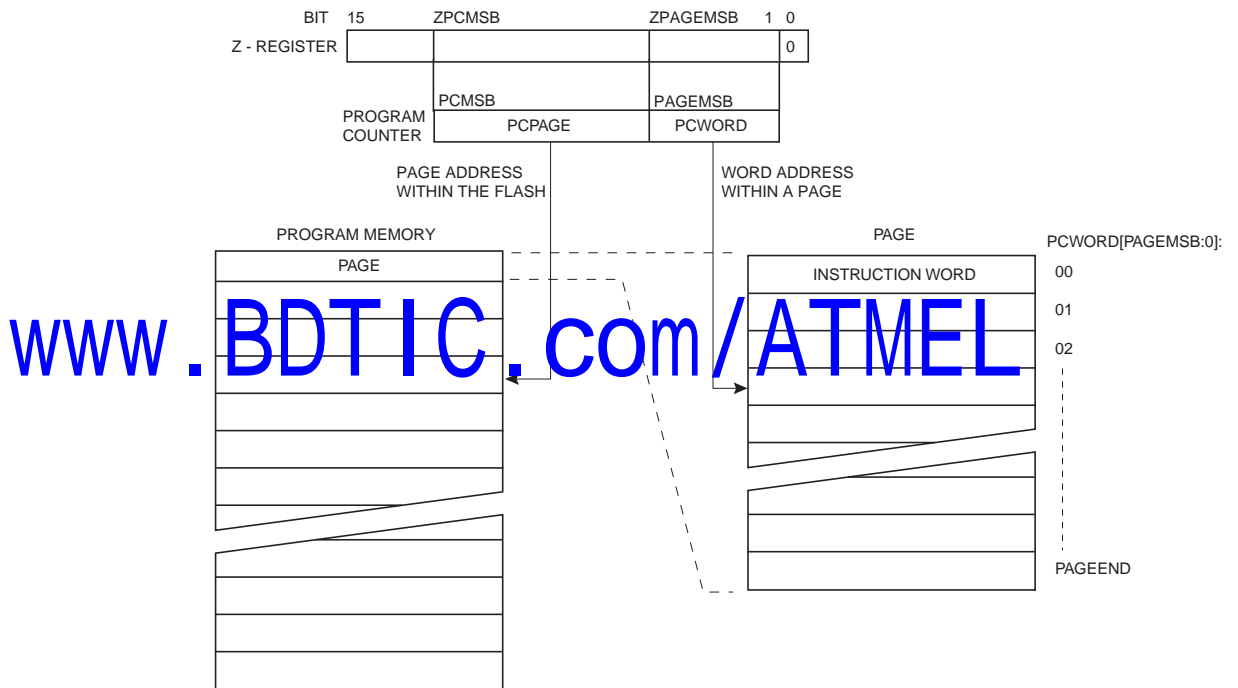 BIT 15 ZPCMSB ZPAGEMSB 1 0
Z - REGISTER 0
PCMSB PAGEMSB
PROGRAM COUNTER PCPAGE PCWORD
PAGE ADDRESS WITHIN THE FLASH
WORD ADDRESS WITHIN A PAGE
PROGRAM MEMORY
PAGE
PAGE
PCWORD[PAGEMSB:0]:
INSTRUCTION WORD
00
01
02
PAGEEND
www.BDTIC.com/ATMEL